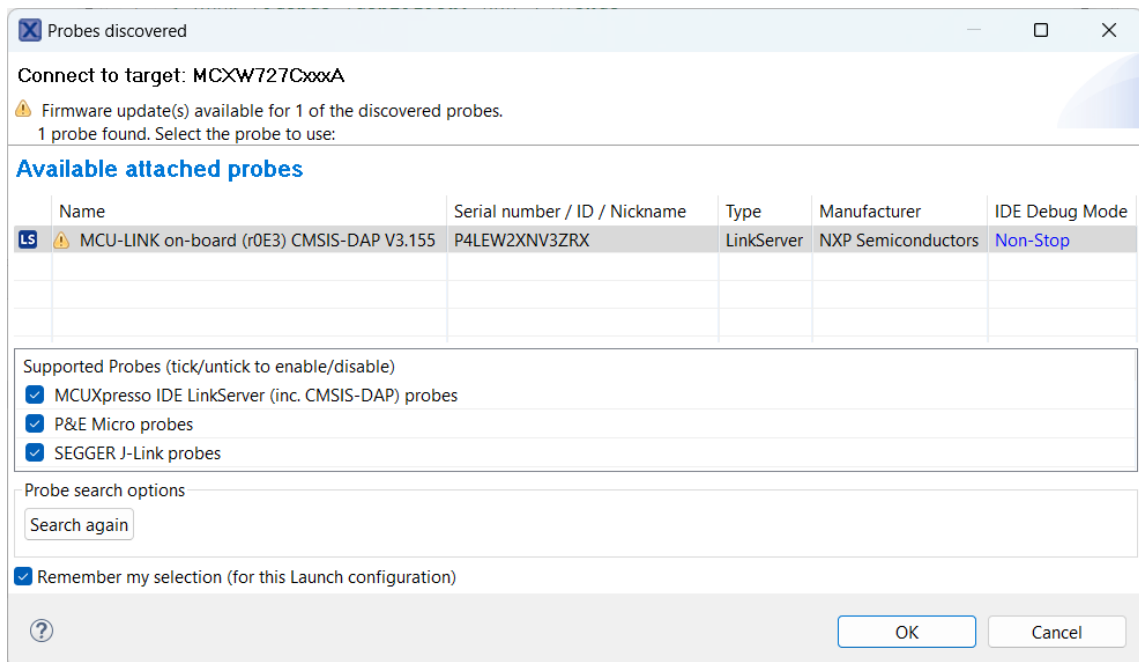 Probes discovered
Connect to target: MCXW727CxxxA
Firmware update(s) available for 1 of the discovered probes.
1 probe found. Select the probe to use:
Available attached probes
Name Serial number / ID / Nickname Type Manufacturer IDE Debug Mode
LS MCU-LINK on-board (r0E3) CMSIS-DAP V3.155 P4LEW2XNV3ZRX LinkServer NXP Semiconductors Non-Stop
Supported Probes (tick/untick to enable/disable)
MCUXpresso IDE LinkServer (inc. CMSIS-DAP) probes
P&E Micro probes
SEGGER J-Link probes
Probe search options
Search again
Remember my selection (for this Launch configuration)
? OK Cancel